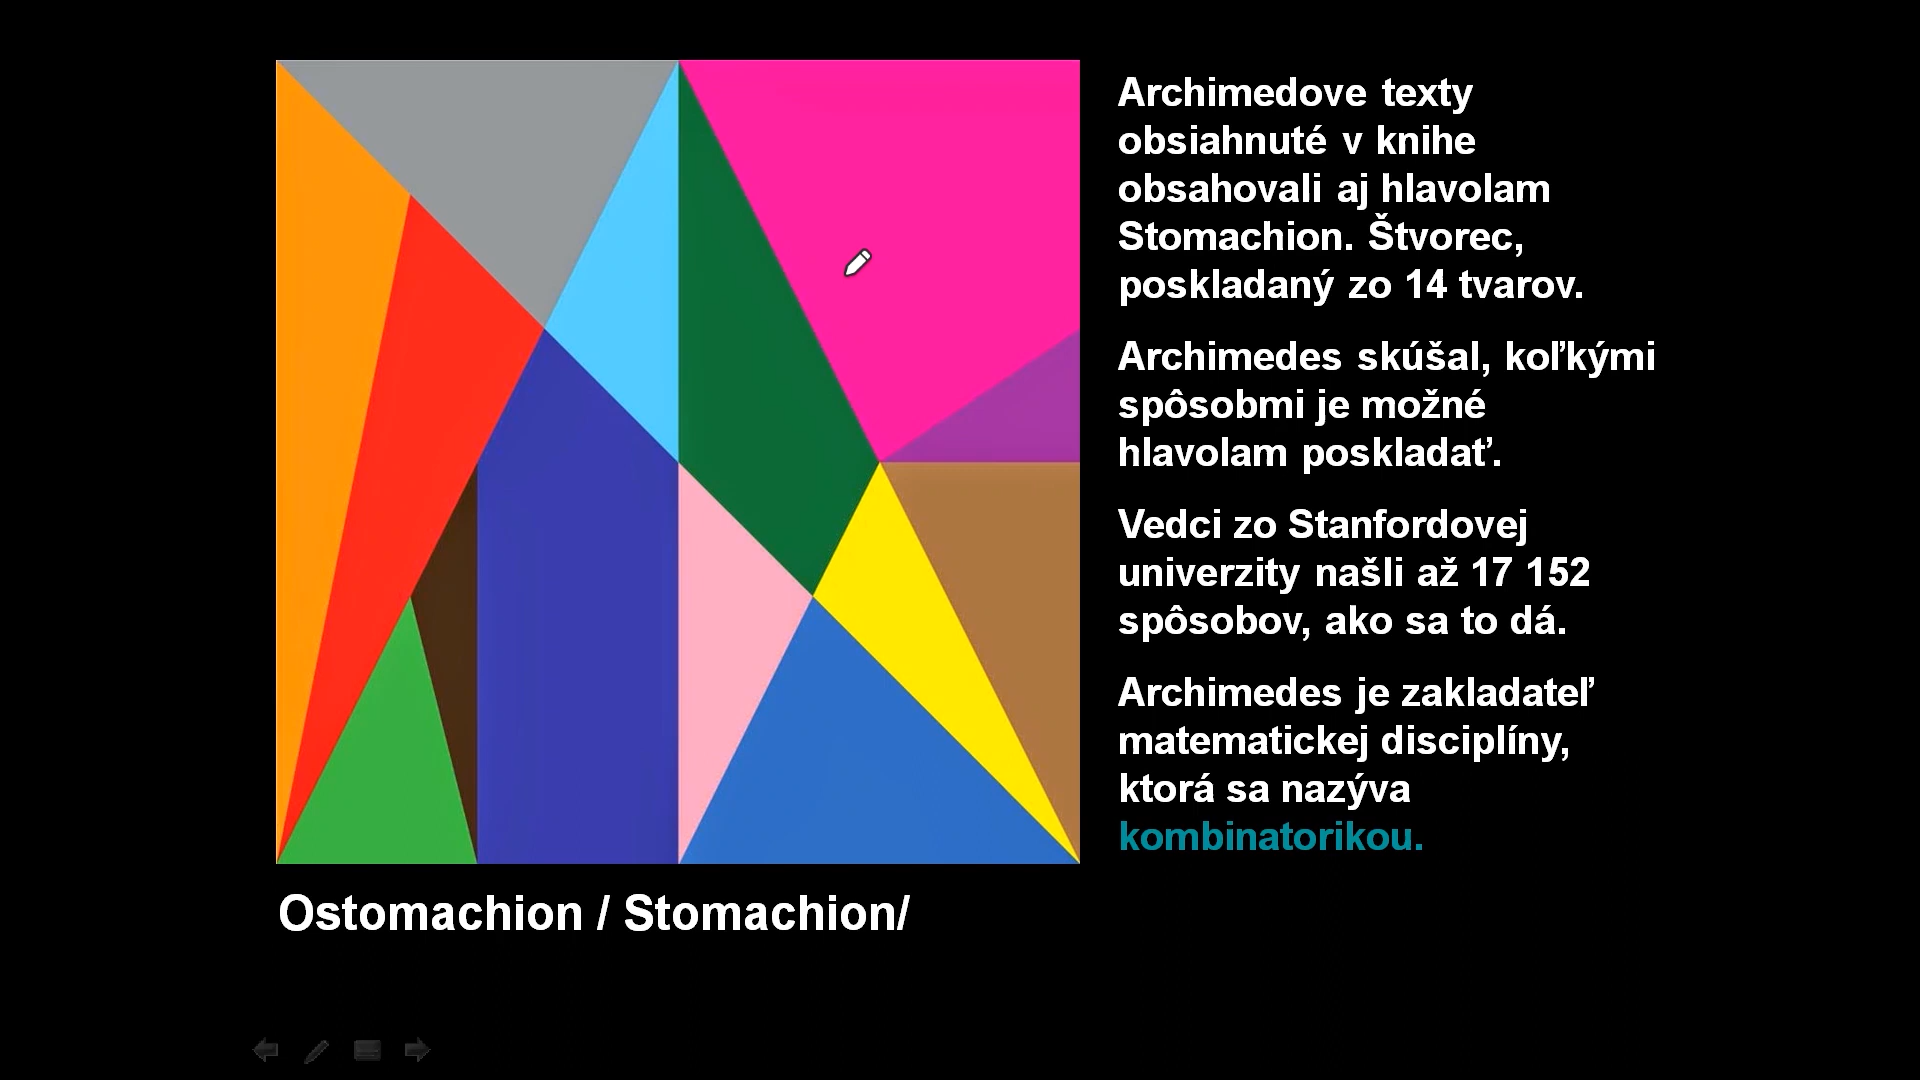 Archimedove texty
obsiahnuté v knihe
obsahovali aj hlavolam
Stomachion. Štvorec,
poskladaný zo 14 tvarov.
Archimedes skúšal, koľkými
spôsobmi je možné
hlavolam poskladať.
Vedci zo Stanfordovej
univerzity našli až 17 152
spôsobov, ako sa to dá.
Archimedes je zakladateľ
matematickej disciplíny,
ktorá sa nazýva
kombinatorikou.
Ostomachion / Stomachion/